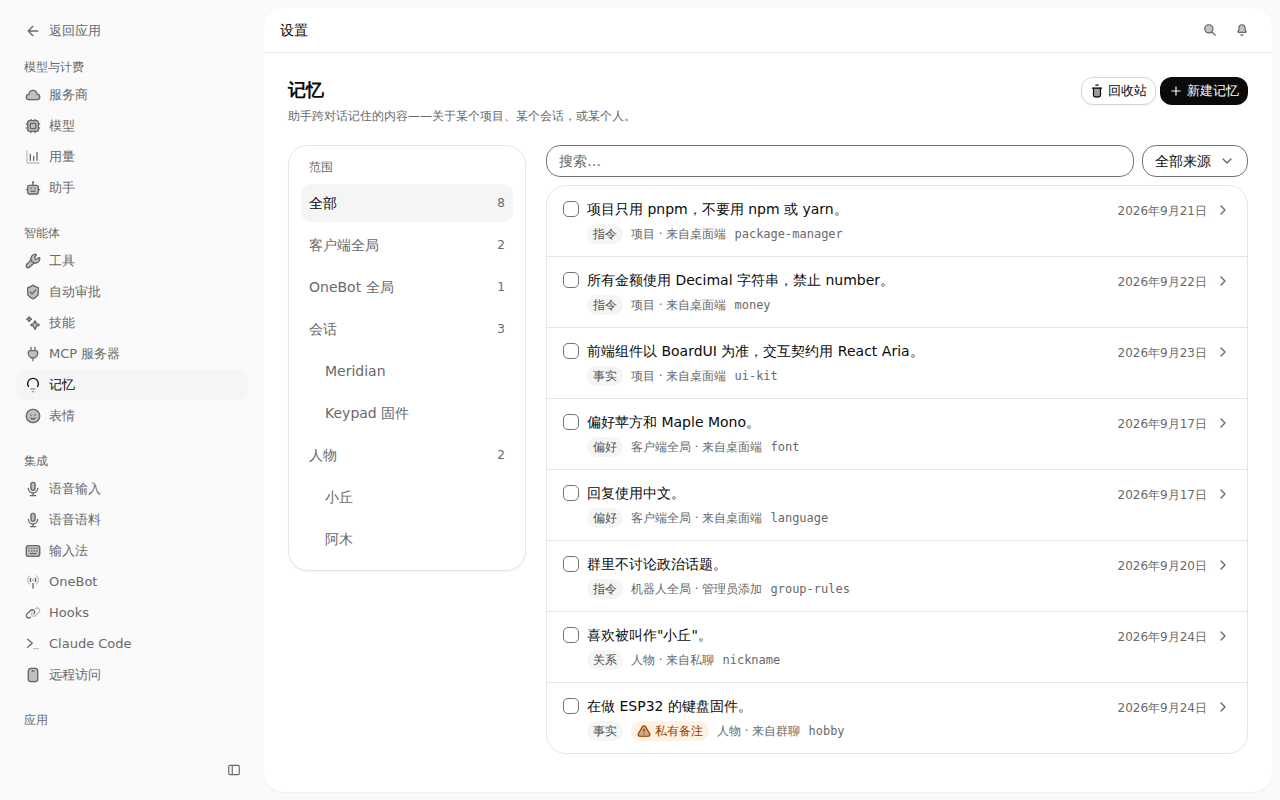 返回应用
模型与计费
服务商
模型
用量
助手
智能体
工具
自动审批
技能
MCP 服务器
记忆
表情
集成
语音输入
语音语料
输入法
OneBot
Hooks
Claude Code
远程访问
应用
设置
记忆
助手跨对话记住的内容——关于某个项目、某个会话，或某个人。
回收站
新建记忆
范围
全部 8
客户端全局 2
OneBot 全局 1
会话 3
Meridian
Keypad 固件
人物 2
小丘
阿木
搜索…
全部来源
项目只用 pnpm，不要用 npm 或 yarn。 2026年9月21日
指令 项目 · 来自桌面端 package-manager
所有金额使用 Decimal 字符串，禁止 number。 2026年9月22日
指令 项目 · 来自桌面端 money
前端组件以 BoardUI 为准，交互契约用 React Aria。 2026年9月23日
事实 项目 · 来自桌面端 ui-kit
偏好苹方和 Maple Mono。 2026年9月17日
偏好 客户端全局 · 来自桌面端 font
回复使用中文。 2026年9月17日
偏好 客户端全局 · 来自桌面端 language
群里不讨论政治话题。 2026年9月20日
指令 机器人全局 · 管理员添加 group-rules
喜欢被叫作"小丘"。 2026年9月24日
关系 人物 · 来自私聊 nickname
在做 ESP32 的键盘固件。 2026年9月24日
事实 私有备注 人物 · 来自群聊 hobby